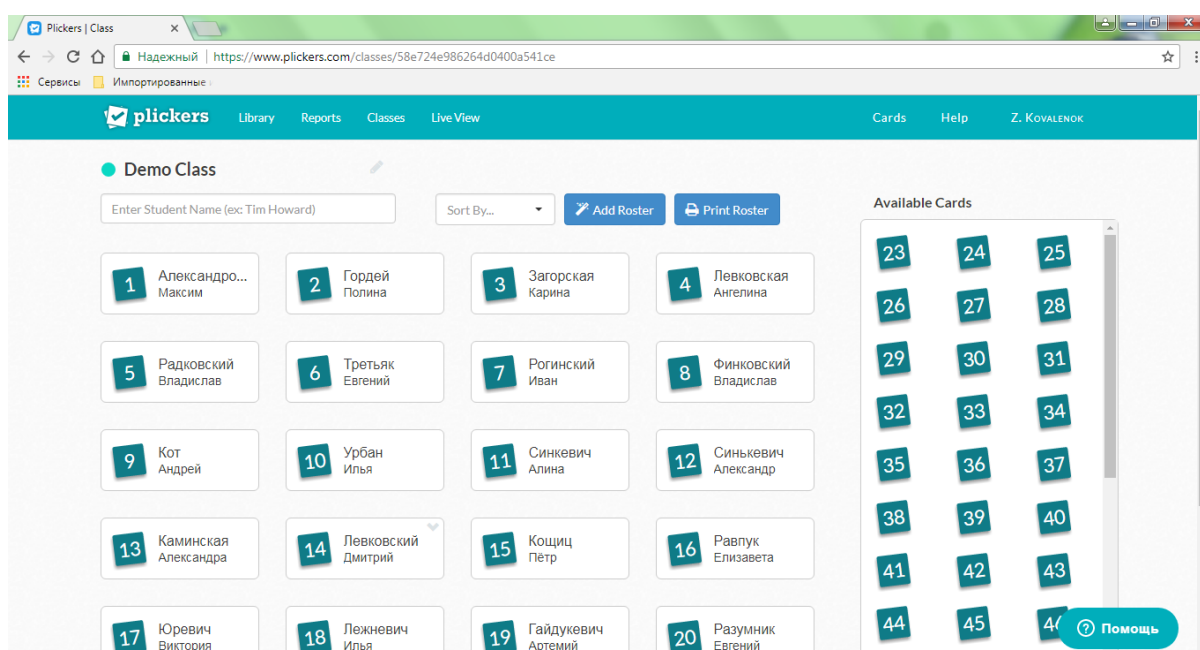 Plickers | Class
Надежный | https://www.plickers.com/classes/58e724e986264d0400a541ce
Сервисы Импортированные
plickers Library Reports Classes Live View Cards Help Z. KOVALENOK
Demo Class
Enter Student Name (ex: Tim Howard) Sort By... Add Roster Print Roster
1 Александро...
Максим
2 Гордей
Полина
3 Загорская
Карина
4 Левковская
Ангелина
5 Радковский
Владислав
6 Третьяк
Евгений
7 Рогинский
Иван
8 Финковский
Владислав
9 Кот
Андрей
10 Урбан
Илья
11 Синкевич
Алина
12 Синькевич
Александр
13 Каминская
Александра
14 Левковский
Дмитрий
15 Кощиц
Пётр
16 Равпук
Елизавета
17 Юревич
Виктория
18 Лежневич
Илья
19 Гайдукевич
Артемий
20 Разумник
Евгений
Available Cards
23 24 25
26 27 28
29 30 31
32 33 34
35 36 37
38 39 40
41 42 43
44 45 46
Помощь